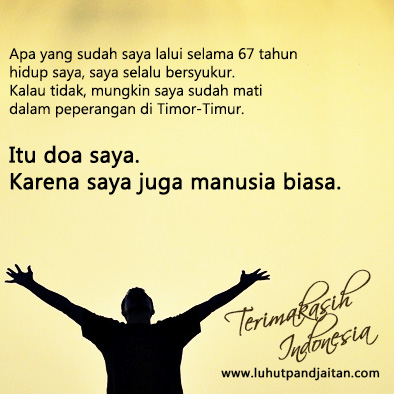 Apa yang sudah saya lalui selama 67 tahun
hidup saya, saya selalu bersyukur.
Kalau tidak, mungkin saya sudah mati
dalam peperangan di Timor-Timur.
Itu doa saya.
Karena saya juga manusia biasa.
Terimakasih
Indonesia
www.luhutpandjaitan.com